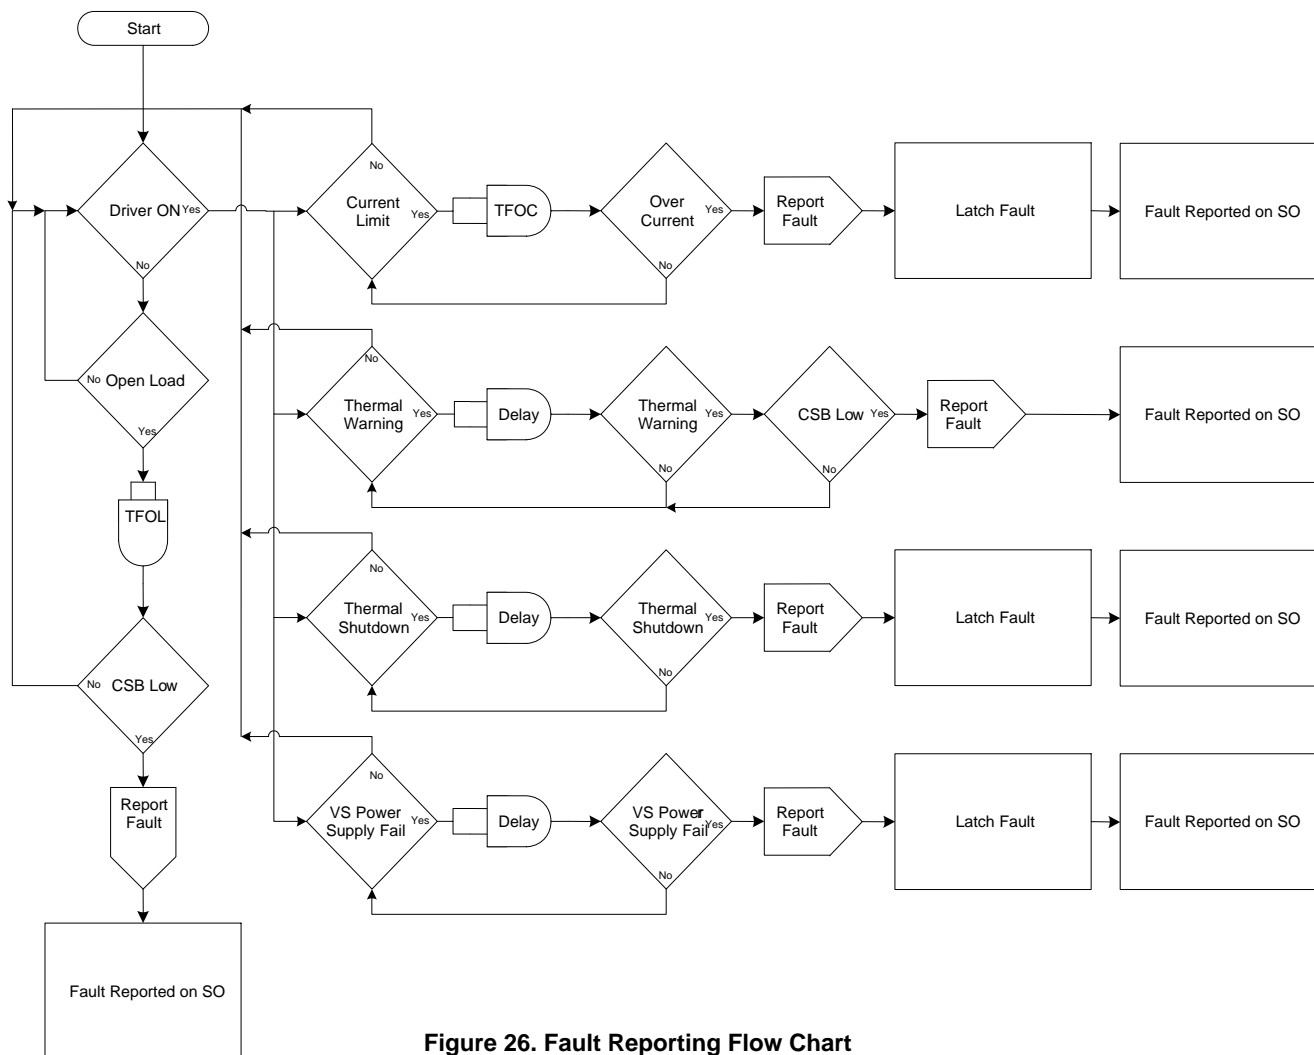 Start
Driver ON
Yes
No
Current
Limit
No
Yes
TFOC
Over
Current
Yes
No
Report
Fault
Latch Fault
Fault Reported on SO
Open Load
No
Yes
TFOL
CSB Low
No
Yes
Report
Fault
Fault Reported on SO
Thermal
Warning
No
Yes
Delay
Thermal
Warning
Yes
No
CSB Low
Yes
No
Report
Fault
Fault Reported on SO
Thermal
Shutdown
No
Yes
Delay
Thermal
Shutdown
Yes
No
Report
Fault
Latch Fault
Fault Reported on SO
VS Power
Supply Fail
No
Yes
Delay
VS Power
Supply Fail
Yes
No
Report
Fault
Latch Fault
Fault Reported on SO
Figure 26. Fault Reporting Flow Chart